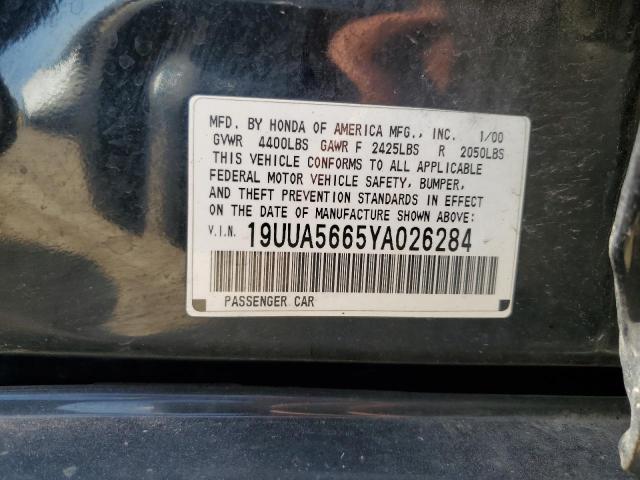 MFD. BY HONDA OF AMERICA MFG., INC. 1/00
GVWR 4400LBS GAWR F 2425LBS R 2050LBS
THIS VEHICLE CONFORMS TO ALL APPLICABLE
FEDERAL MOTOR VEHICLE SAFETY, BUMPER,
AND THEFT PREVENTION STANDARDS IN EFFECT
ON THE DATE OF MANUFACTURE SHOWN ABOVE:
V.I.N. 19UUA5665YA026284
PASSENGER CAR